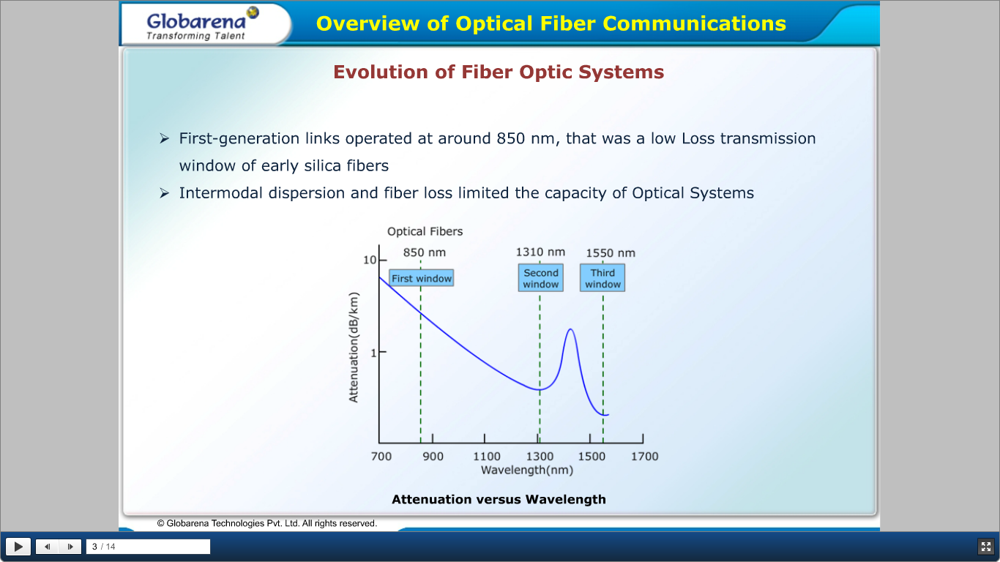 Globarena
Transforming Talent
Overview of Optical Fiber Communications
Evolution of Fiber Optic Systems
➢ First-generation links operated at around 850 nm, that was a low Loss transmission
window of early silica fibers
➢ Intermodal dispersion and fiber loss limited the capacity of Optical Systems
Optical Fibers
850 nm
1310 nm
1550 nm
10
First window
Second
window
Third
window
Attenuation(dB/km)
1
700 900 1100 1300 1500 1700
Wavelength(nm)
Attenuation versus Wavelength
© Globarena Technologies Pvt. Ltd. All rights reserved.
3 / 14